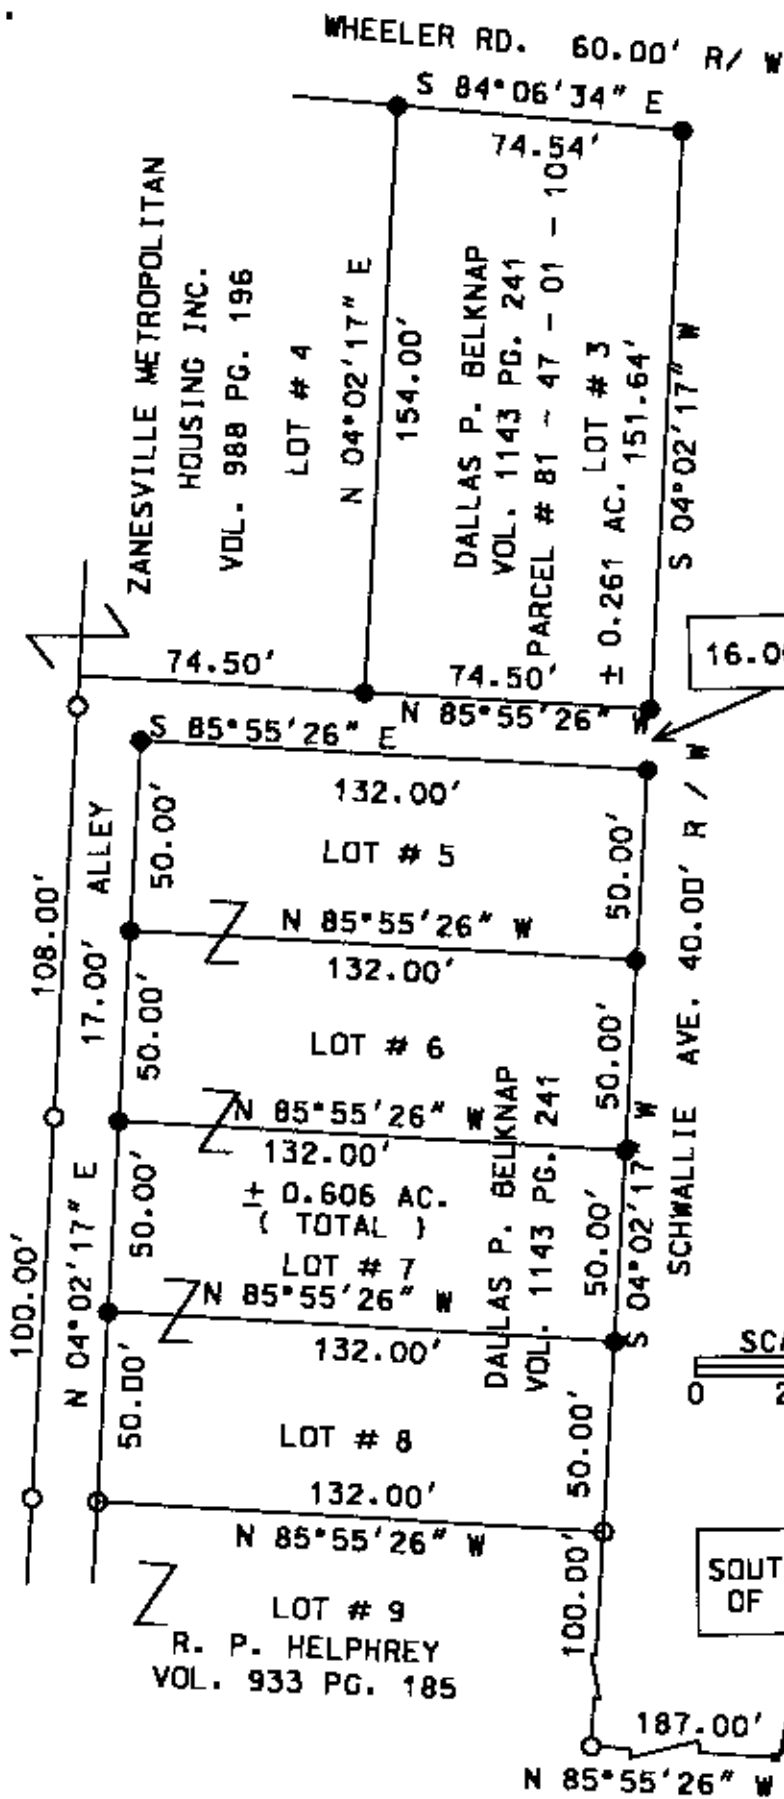 WHEELER RD. 60.00' R/ W
S 84°06'34" E
74.54'
ZANESVILLE METROPOLITAN
HOUSING INC.
VOL. 988 PG. 196
LOT # 4
N 04°02'17" E
154.00'
DALLAS P. BELKNAP
VOL. 1143 PG. 241
PARCEL # 81 - 47 - 01 - 10
LOT # 3
± 0.261 AC.
151.64'
S 04°02'17" W
74.50'
74.50'
N 85°55'26" W
S 85°55'26" E
132.00'
50.00'
LOT # 5
50.00'
N 85°55'26" W
132.00'
108.00'
17.00' ALLEY
50.00'
LOT # 6
50.00'
SCHWALLIE AVE. 40.00' R / W
N 85°55'26" W
132.00'
± 0.606 AC.
( TOTAL )
LOT # 7
50.00'
50.00'
DALLAS P. BELKNAP
VOL. 1143 PG. 241
S 04°02'17" W
N 04°02'17" E
100.00'
N 85°55'26" W
132.00'
50.00'
LOT # 8
50.00'
0
132.00'
N 85°55'26" W
100.00'
LOT # 9
R. P. HELPHREY
VOL. 933 PG. 185
OF
187.00'
N 85°55'26" W